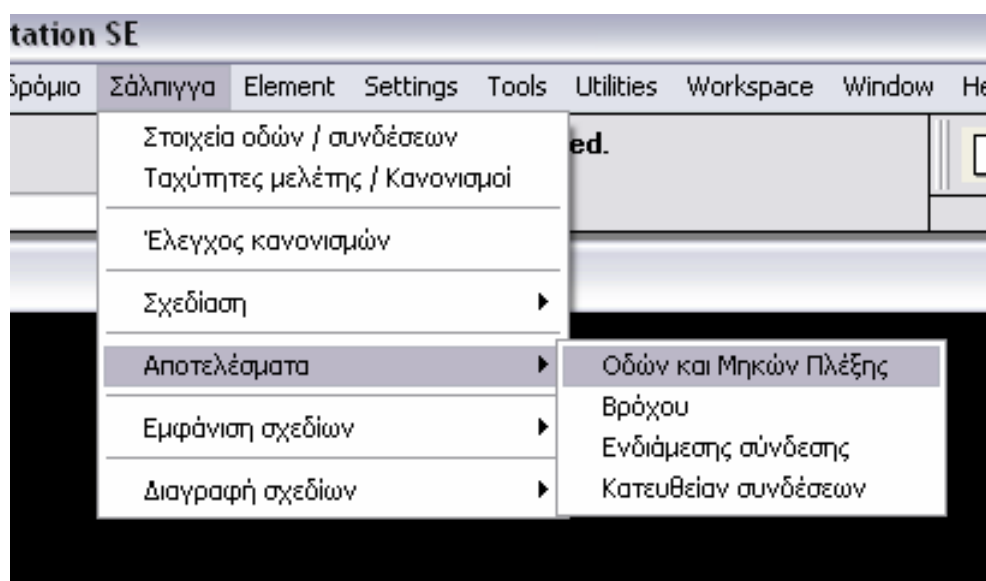 tation SE
δρόμιο Σάλπιγγα Element Settings Tools Utilities Workspace Window He
Στοιχεία οδών / συνδέσεων
ed.
Ταχύτητες μελέτης / Κανονισμοί
Έλεγχος κανονισμών
Σχεδίαση
Αποτελέσματα
Οδών και Μηκών Πλέξης
Βρόχου
Ενδιάμεσης σύνδεσης
Κατευθείαν συνδέσεων
Εμφάνιση σχεδίων
Διαγραφή σχεδίων